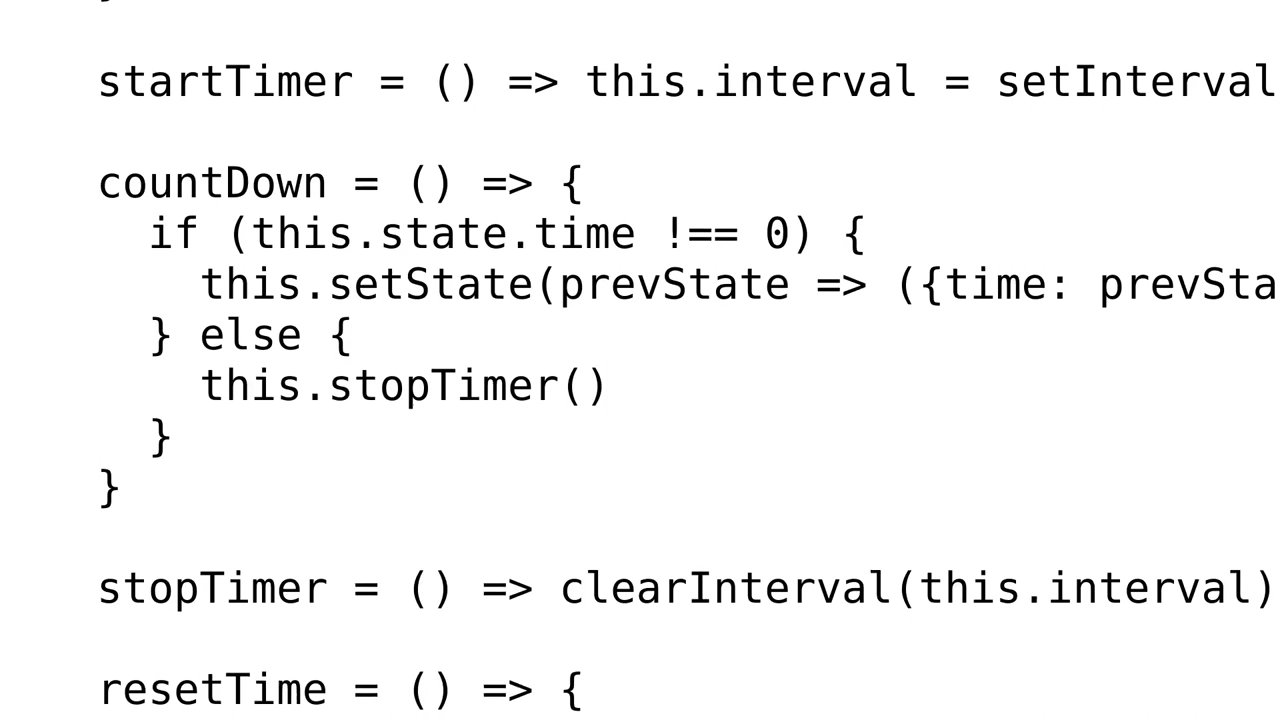 startTimer = () => this.interval = setInterval
countDown = () => {
if (this.state.time !== 0) {
this.setState(prevState => ({time: prevSta
} else {
this.stopTimer()
}
}
stopTimer = () => clearInterval(this.interval)
resetTime = () => {